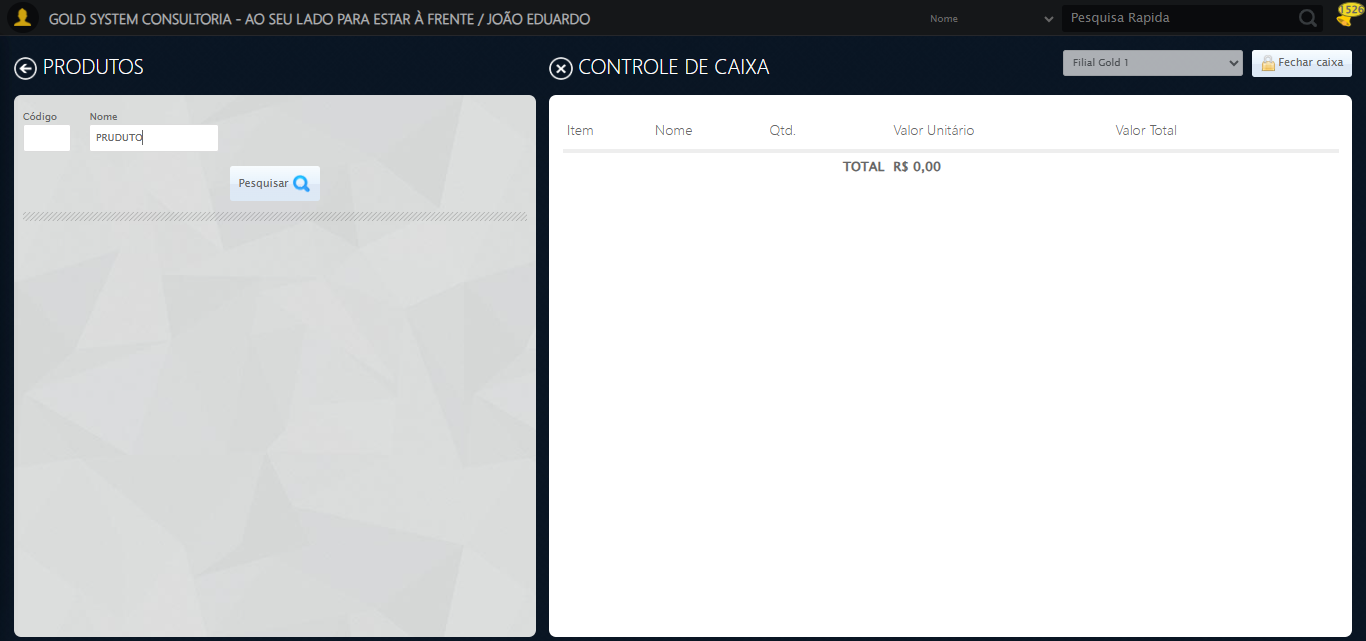 GOLD SYSTEM CONSULTORIA - AO SEU LADO PARA ESTAR À FRENTE / JOÃO EDUARDO
Nome
Pesquisa Rapida
1526
PRODUTOS
CONTROLE DE CAIXA
Filial Gold 1
Fechar caixa
Código
Nome
PRUDUTO
Pesquisar
Item Nome Qtd. Valor Unitário Valor Total
TOTAL R$ 0,00